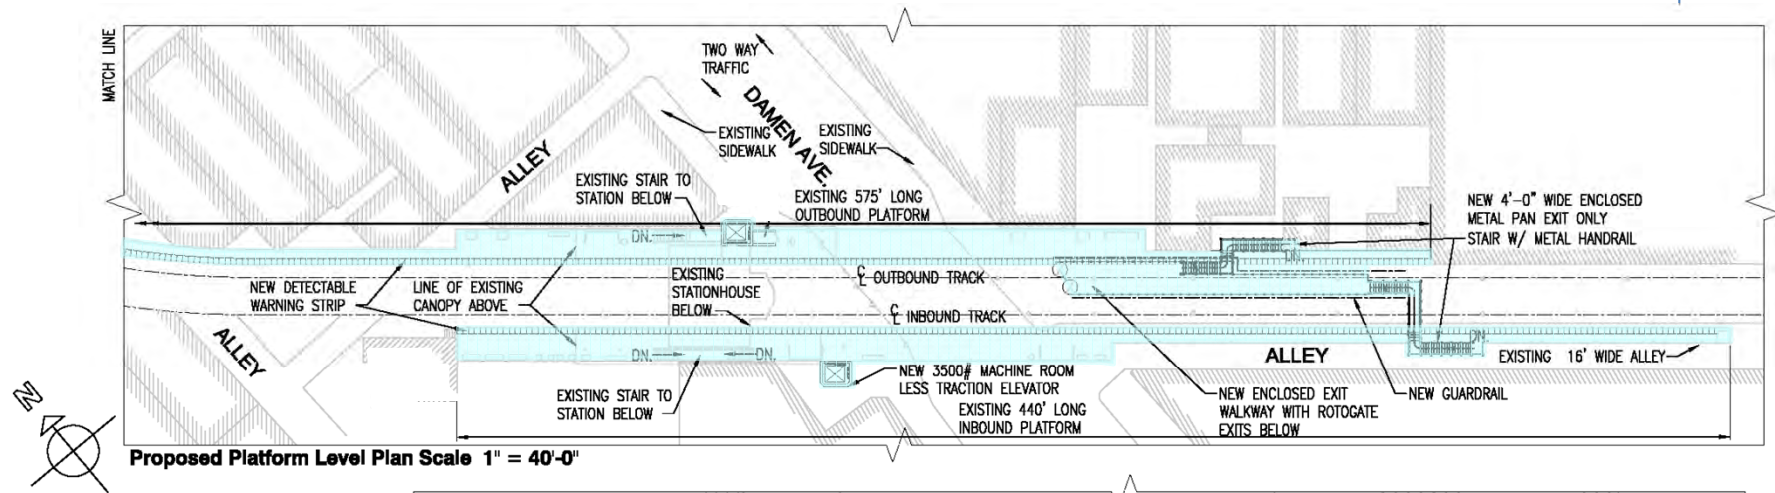 MATCH LINE
TWO WAY
TRAFFIC
DAMEN AVE.
EXISTING
SIDEWALK
EXISTING
SIDEWALK
ALLEY
EXISTING STAIR TO
STATION BELOW
EXISTING 575' LONG
OUTBOUND PLATFORM
NEW 4'-0" WIDE ENCLOSED
METAL PAN EXIT ONLY
STAIR W/ METAL HANDRAIL
DN.
DN.
NEW DETECTABLE
WARNING STRIP
LINE OF EXISTING
CANOPY ABOVE
EXISTING
STATIONHOUSE
BELOW
℄ OUTBOUND TRACK
℄ INBOUND TRACK
ALLEY
DN.
DN.
DN.
ALLEY
EXISTING 16' WIDE ALLEY
NEW 3500# MACHINE ROOM
LESS TRACTION ELEVATOR
EXISTING STAIR TO
STATION BELOW
EXISTING 440' LONG
INBOUND PLATFORM
NEW ENCLOSED EXIT
WALKWAY WITH ROTOGATE
EXITS BELOW
NEW GUARDRAIL
N
Proposed Platform Level Plan Scale 1" = 40'-0"